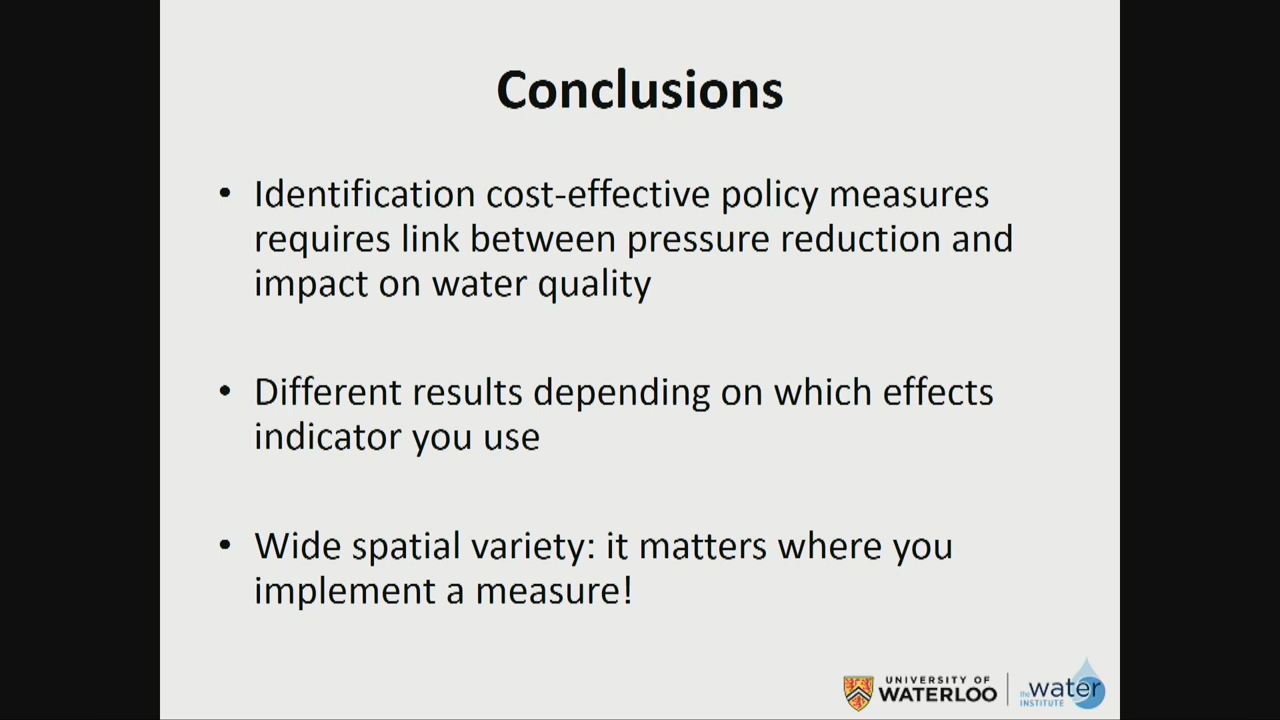 Conclusions
• Identification cost-effective policy measures
requires link between pressure reduction and
impact on water quality
• Different results depending on which effects
indicator you use
• Wide spatial variety: it matters where you
implement a measure!
UNIVERSITY OF
WATERLOO
the water
INSTITUTE